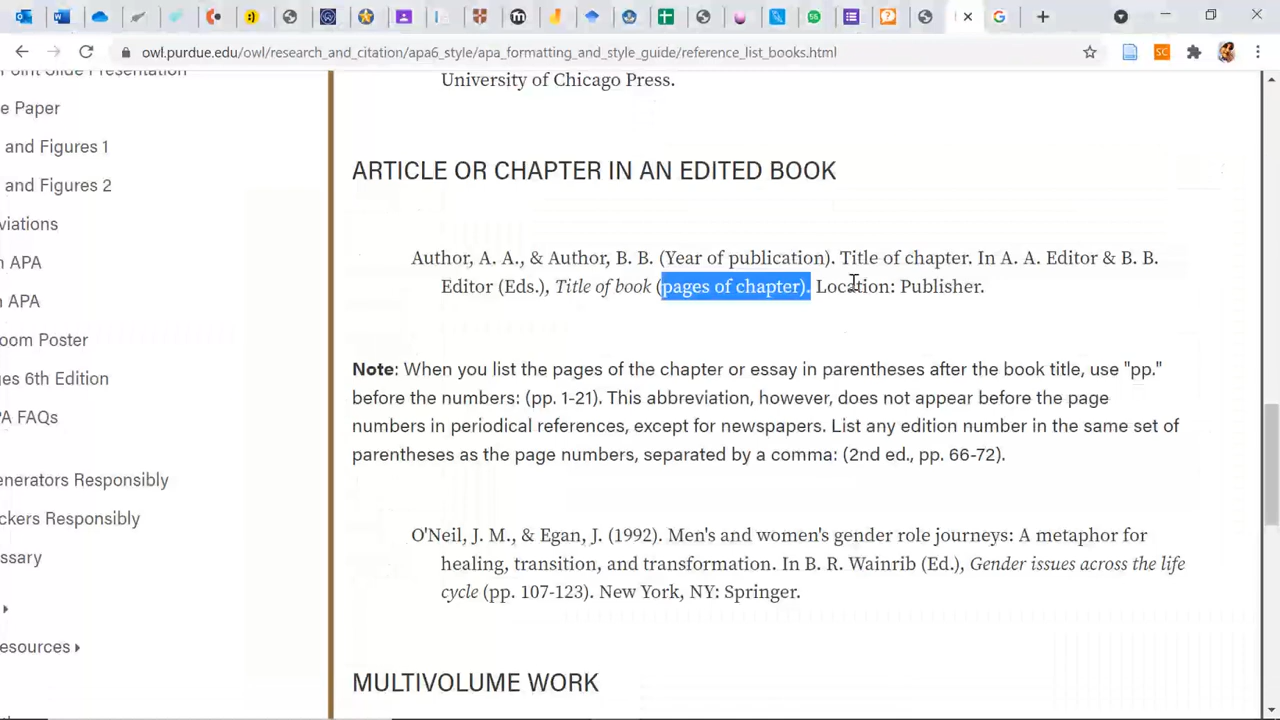 owl.purdue.edu/owl/research_and_citation/apa6_style/apa_formatting_and_style_guide/reference_list_books.html
Point Slide Presentation
e Paper
and Figures 1
and Figures 2
viations
n APA
n APA
oom Poster
ges 6th Edition
PA FAQs
enerators Responsibly
ckers Responsibly
ssary
esources
University of Chicago Press.
ARTICLE OR CHAPTER IN AN EDITED BOOK
Author, A. A., & Author, B. B. (Year of publication). Title of chapter. In A. A. Editor & B. B.
Editor (Eds.), Title of book (pages of chapter). Location: Publisher.
Note: When you list the pages of the chapter or essay in parentheses after the book title, use "pp."
before the numbers: (pp. 1-21). This abbreviation, however, does not appear before the page
numbers in periodical references, except for newspapers. List any edition number in the same set of
parentheses as the page numbers, separated by a comma: (2nd ed., pp. 66-72).
O'Neil, J. M., & Egan, J. (1992). Men's and women's gender role journeys: A metaphor for
healing, transition, and transformation. In B. R. Wainrib (Ed.), Gender issues across the life
cycle (pp. 107-123). New York, NY: Springer.
MULTIVOLUME WORK